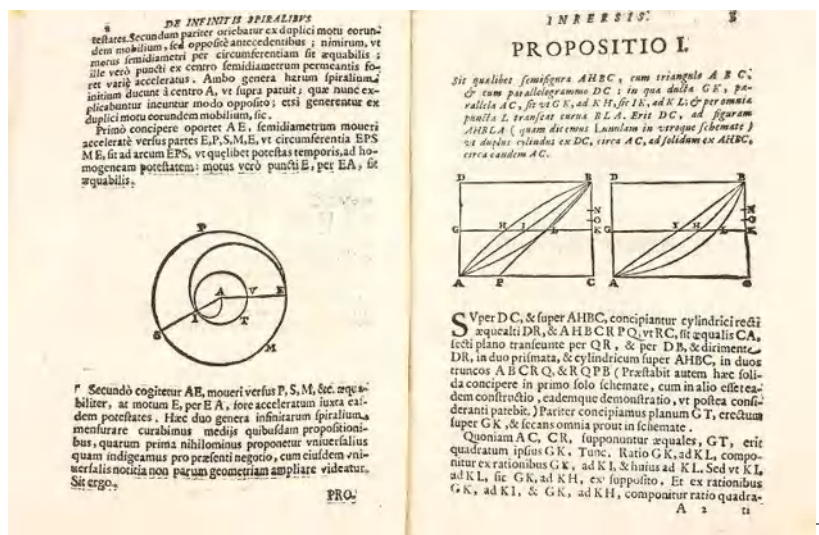 8
DE INFINITIS SPIRALIBVS
testates. Secundum pariter oriebatur ex duplici motu eorun-
dem mobilium, sed oppositè antecedentibus ; nimirum, vt
motus semidiametri per circumferentiam sit æquabilis ;
ille verò puncti ex centro semidiametrum permeantis fo-
ret variè acceleratus. Ambo genera harum spiralium
initium ducunt à centro A, vt supra patuit; quæ nunc ex-
plicabuntur incuntur modo opposito; etsi generentur ex
duplici motu eorundem mobilium, sic.
Primò concipere oportet A E, semidiametrum moueri
acceleratè versus partes E,P,S,M,E, vt circumferentia EPS
M E, sit ad arcum EPS, vt quęlibet potestas temporis, ad ho-
mogeneam potestatem: motus verò puncti E, per EA, sit
æquabilis.
P
A V E
I T
S
M
Secundò cogitetur AE, moueri versus P, S, M, &c. æqua-
biliter, at motum E, per E A, fore acceleratum iuxta eas-
dem potestates. Hæc duo genera infinitarum spiralium
mensurare curabimus medijs quibusdam propositioni-
bus, quarum prima nihilominus proponetur vniuersalius
quam indigeamus pro præsenti negotio, cum eiusdem vni-
uersalis notitia non parum geometriam ampliare videatur.
Sit ergo.
PRO-
INRERSIS.
PROPOSITIO I.
Sit quælibet semifigura AHBC, cum triangulo A B C,
& cum parallelogrammo DC : in qua ducta GK, pa-
rallela AC, fit vt GK, ad KH, sic IK, ad KL; & per omnia
puncta L transeat curua BLA. Erit DC, ad figuram
AHBLA ( quam dicemus Lunulam in vtroque schemate )
vt duplus cylindus ex DC, circa AC, ad solidum ex AHBC,
circa eandem AC.
D B D B
N N
O O
G H I L K G I H L K
A P C A
SVper DC, & super AHBC, concipiantur cylindrici recti
æquealti DR, & AHBCRPQ, vt RC, sit æqualis CA,
secti plano transeunte per QR, & per DB, & dirimente
DR, in duo prismata, & cylindricum super AHBC, in duos
truncos ABCRQ, & RQPB ( Præstabit autem hæc soli-
da concipere in primo solo schemate, cum in alio esset ea-
dem constructio, eademque demonstratio, vt postea consi-
deranti patebit. ) Pariter concipiamus planum GT, erectum
super GK, & secans omnia prout in schemate.
Quoniam AC, CR, supponuntur æquales, GT, erit
quadratum ipsius GK. Tunc. Ratio GK, ad KL, compo-
nitur ex rationibus GK, ad KI, & huius ad KL. Sed vt KI,
ad KL, sic GK, ad KH, ex supposito. Et ex rationibus
GK, ad KI, & GK, ad KH, componitur ratio quadra-
A 2 ti